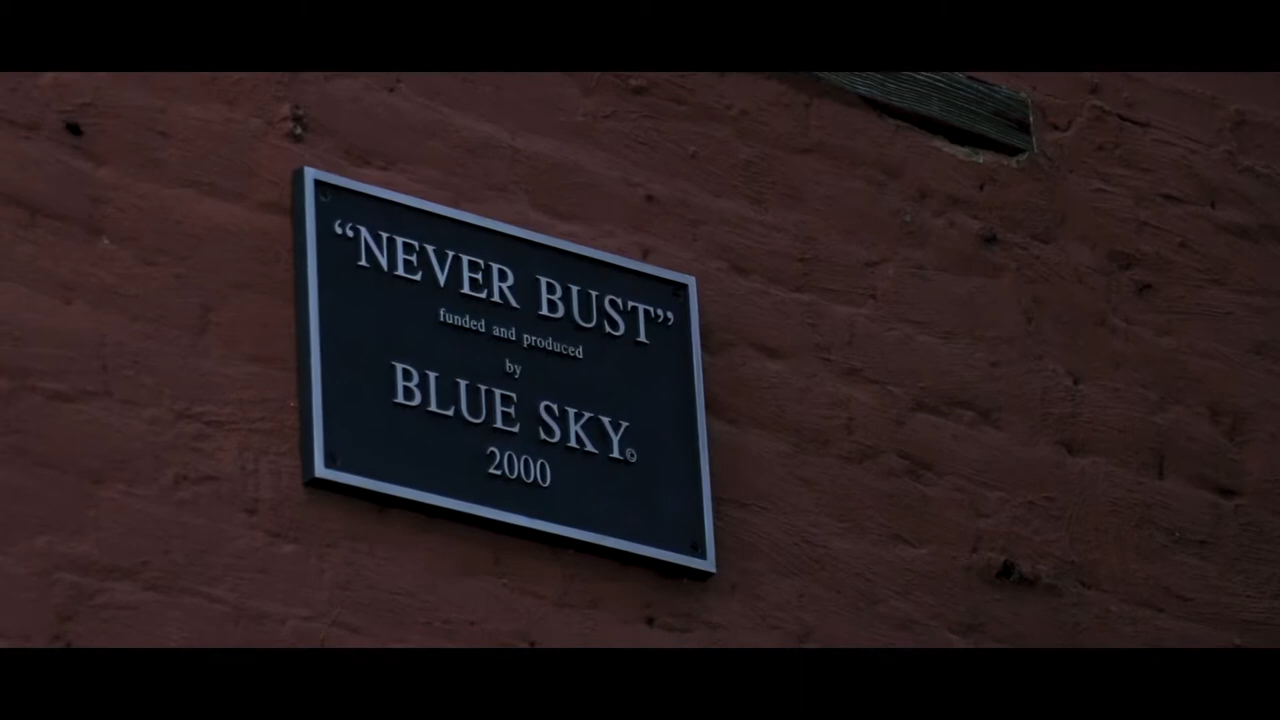 “NEVER BUST”
funded and produced
by
BLUE SKY©
2000